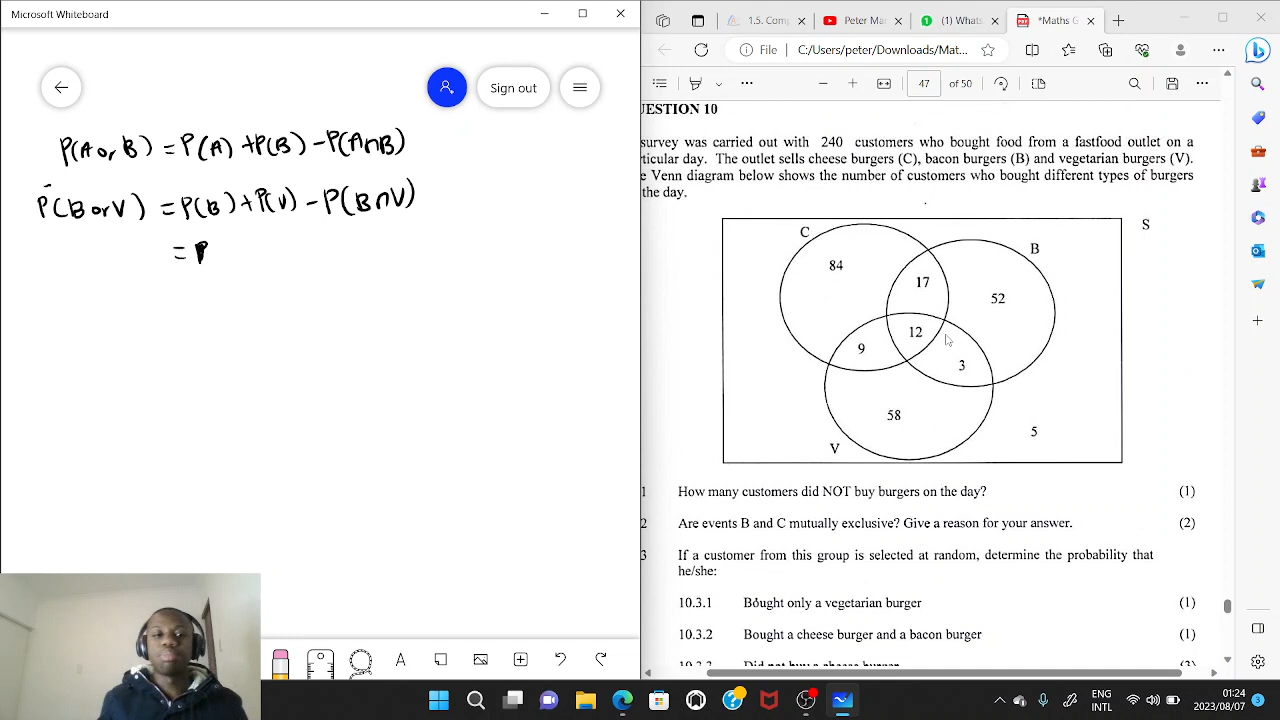 Microsoft Whiteboard
1.5. Comp
Peter Mar
(1) Whats
*Maths G
File
C:/Users/peter/Downloads/Mat...
Sign out
47 of 50
P(A or B) = P(A) + P(B) - P(A∩B)
P(B or V) = P(B) + P(V) - P(B∩V)
= P
UESTION 10
survey was carried out with 240 customers who bought food from a fastfood outlet on a
ticular day. The outlet sells cheese burgers (C), bacon burgers (B) and vegetarian burgers (V).
e Venn diagram below shows the number of customers who bought different types of burgers
the day.
C
S
B
84
17
52
12
9
3
58
5
V
1 How many customers did NOT buy burgers on the day? (1)
2 Are events B and C mutually exclusive? Give a reason for your answer. (2)
3 If a customer from this group is selected at random, determine the probability that
he/she:
10.3.1 Bought only a vegetarian burger (1)
10.3.2 Bought a cheese burger and a bacon burger (1)
A
ENG
INTL
01:24
2023/08/07